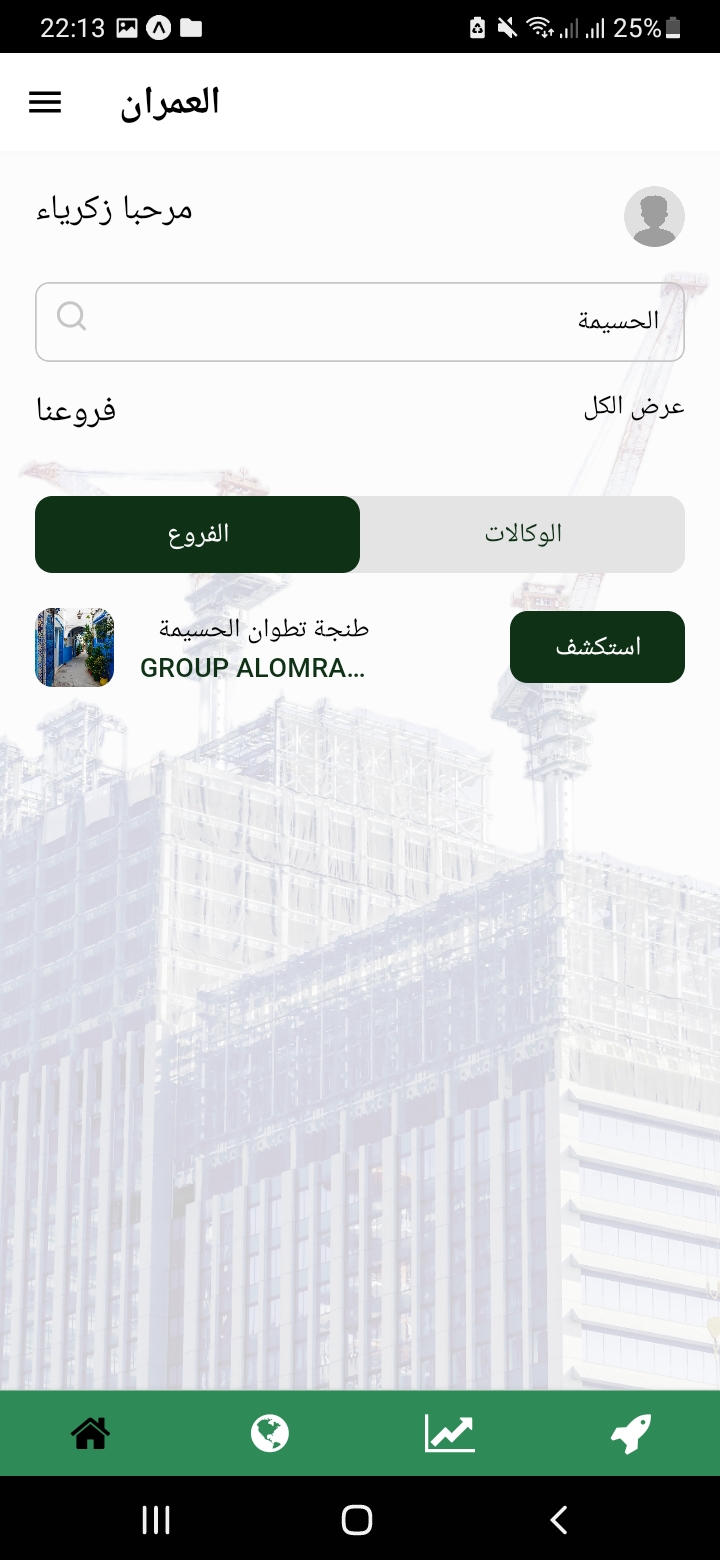 22:13
25%
العمران
مرحبا زكرياء
الحسيمة
فروعنا
عرض الكل
الفروع
الوكالات
طنجة تطوان الحسيمة
GROUP ALOMRA...
استكشف